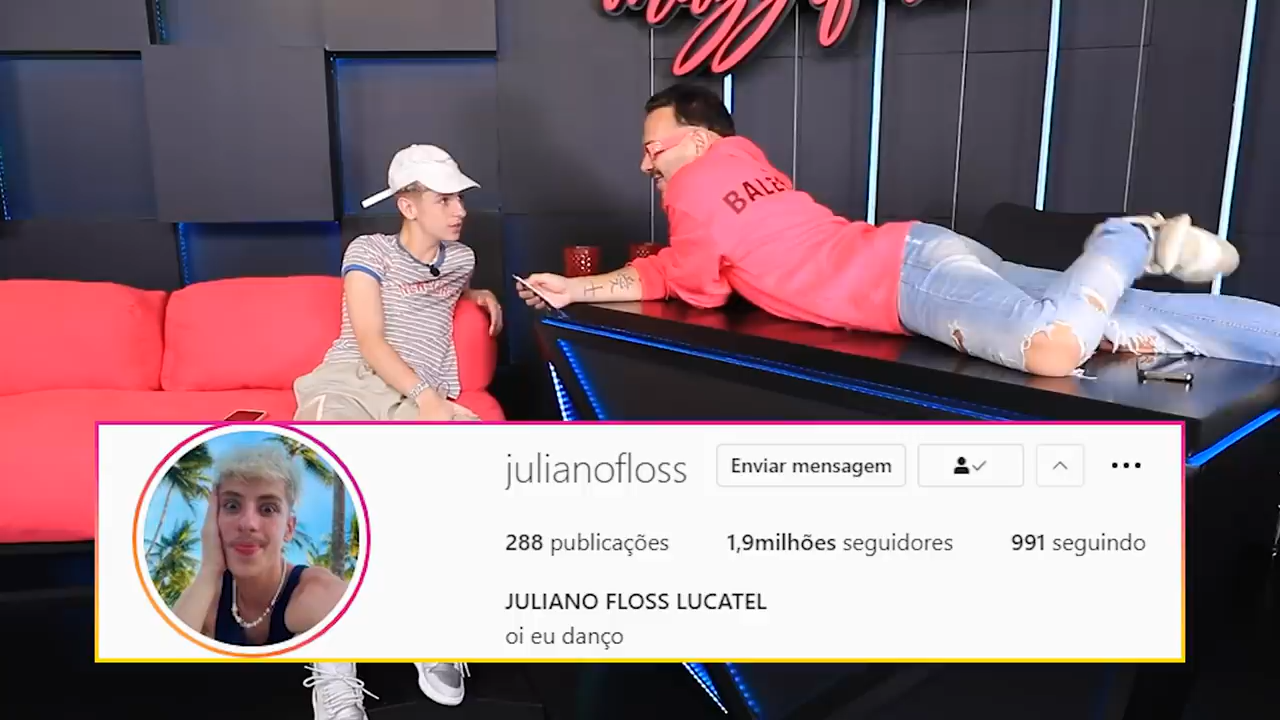 BALE
julianofloss
Enviar mensagem
288 publicações
1,9milhões seguidores
991 seguindo
JULIANO FLOSS LUCATEL
oi eu danço